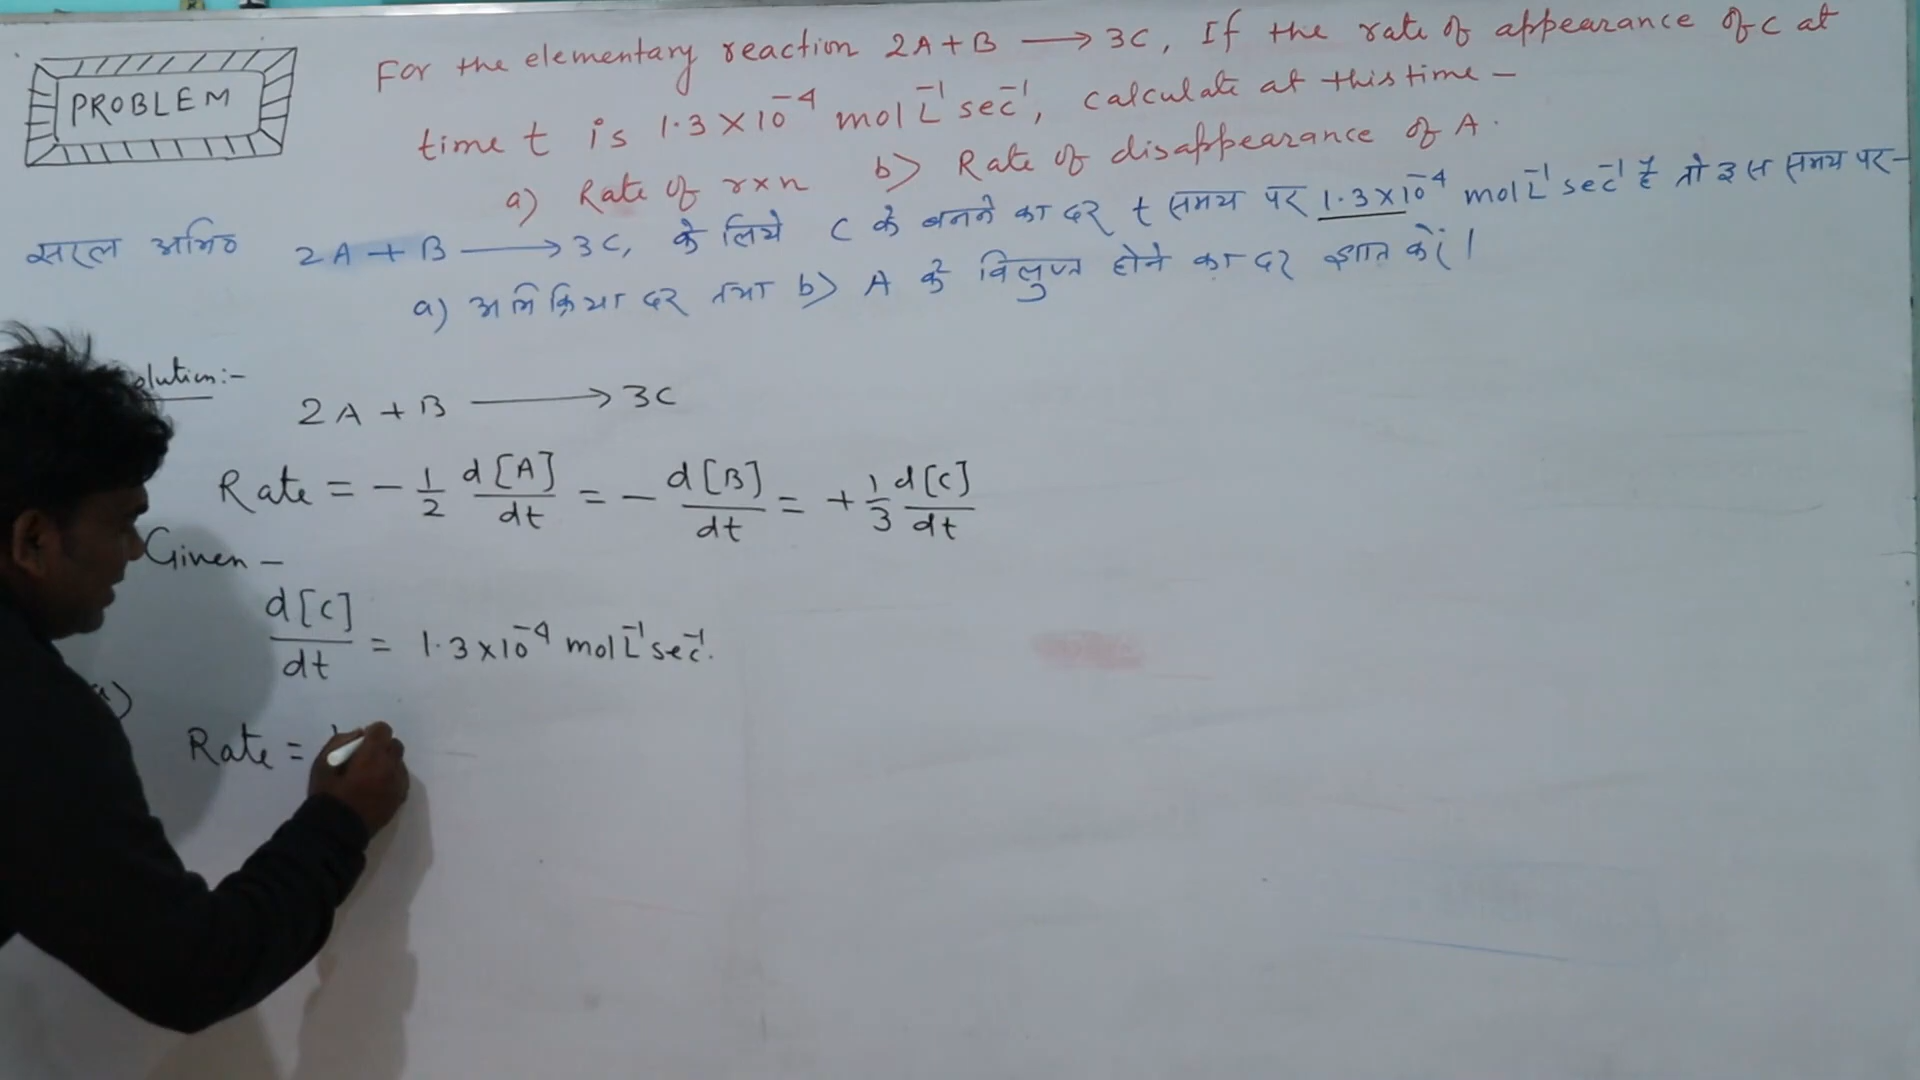 PROBLEM
For the elementary reaction 2A + B ⟶ 3C, If the rate of appearance of C at
time t is 1.3 × 10⁻⁴ mol L⁻¹ sec⁻¹, calculate at this time –
a) Rate of rxn b) Rate of disappearance of A.
सरल अभि० 2A + B ⟶ 3C, के लिये C के बनने का दर t समय पर 1.3 × 10⁻⁴ mol L⁻¹ sec⁻¹ है तो इस समय पर –
a) अभिक्रिया दर तथा b) A के विलुप्त होने का दर ज्ञात करें।
olution:-
2A + B ⟶ 3C
Rate = - 1/2 d[A]/dt = - d[B]/dt = + 1/3 d[C]/dt
Given –
d[C]/dt = 1.3 × 10⁻⁴ mol L⁻¹ sec⁻¹.
a)
Rate =